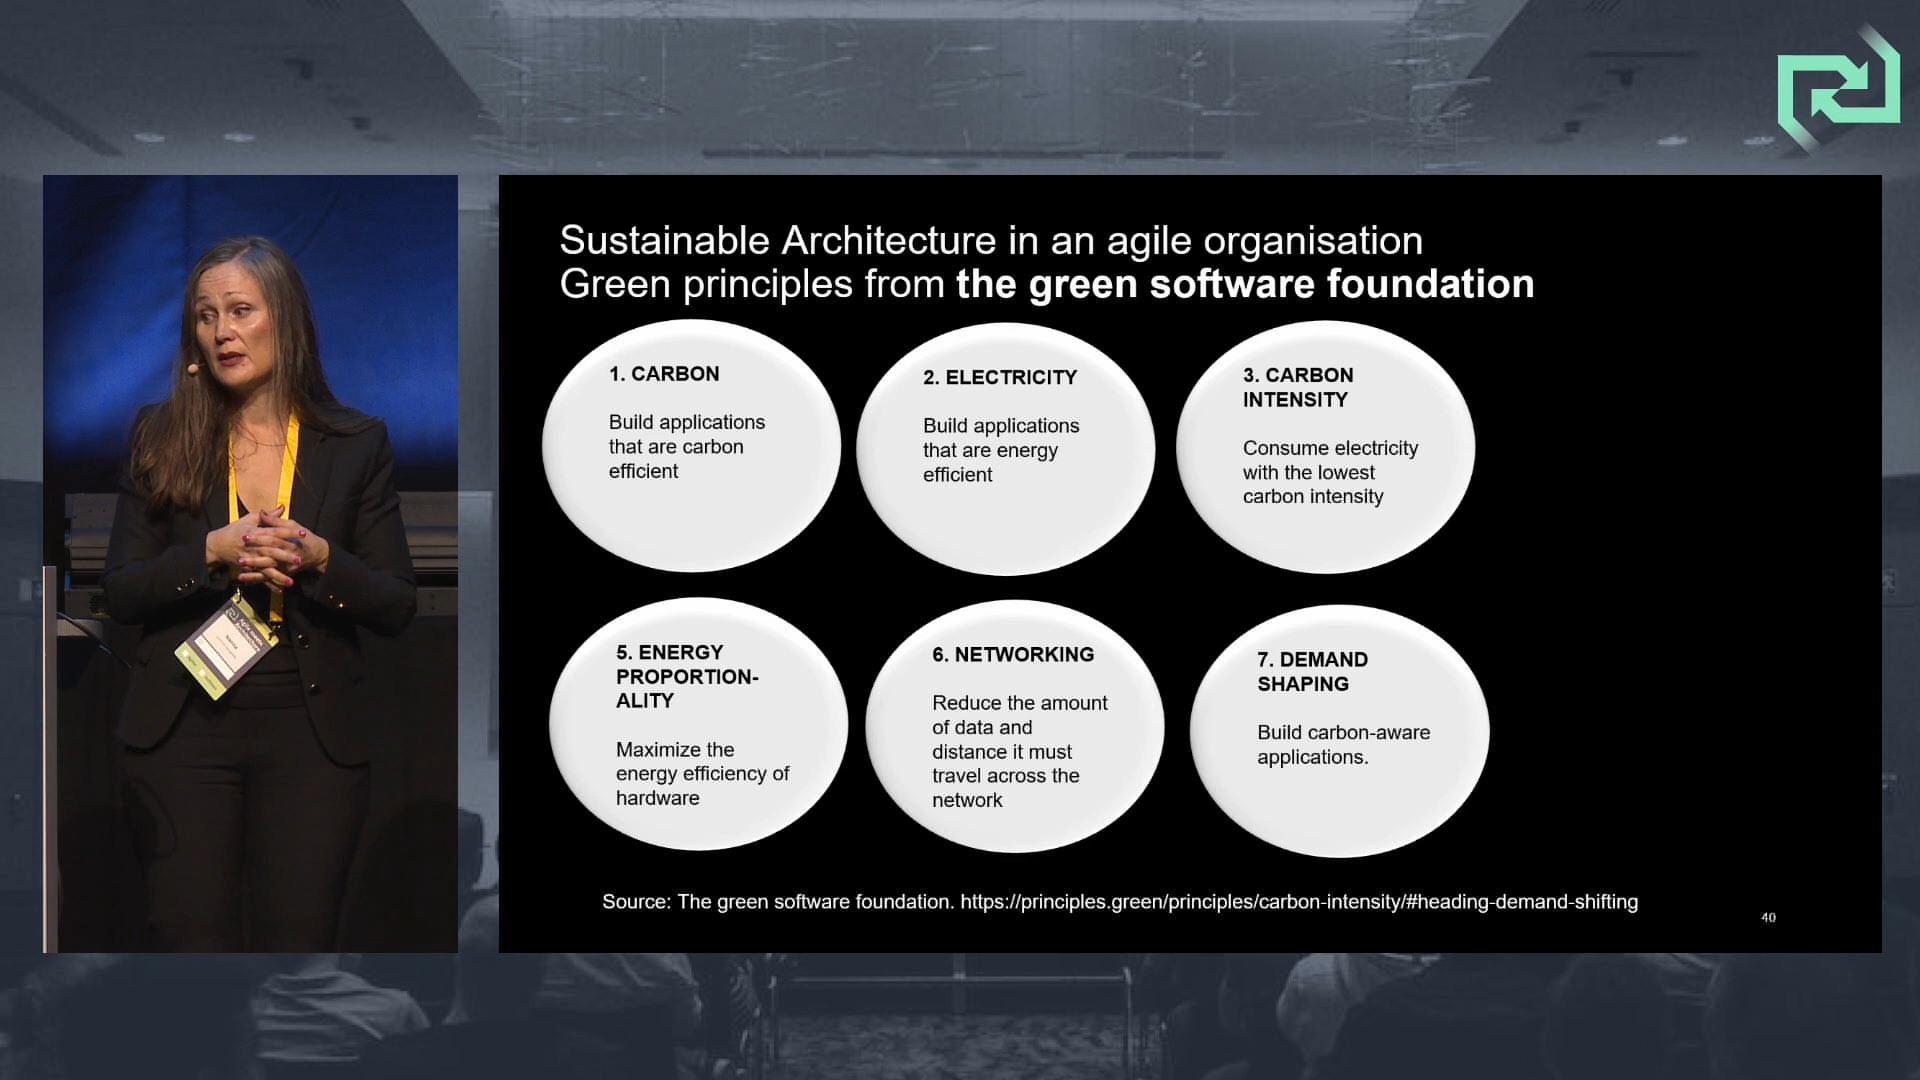 Sustainable Architecture in an agile organisation
Green principles from the green software foundation
1. CARBON
Build applications
that are carbon
efficient
2. ELECTRICITY
Build applications
that are energy
efficient
3. CARBON
INTENSITY
Consume electricity
with the lowest
carbon intensity
5. ENERGY
PROPORTION-
ALITY
Maximize the
energy efficiency of
hardware
6. NETWORKING
Reduce the amount
of data and
distance it must
travel across the
network
7. DEMAND
SHAPING
Build carbon-aware
applications.
Source: The green software foundation. https://principles.green/principles/carbon-intensity/#heading-demand-shifting
40